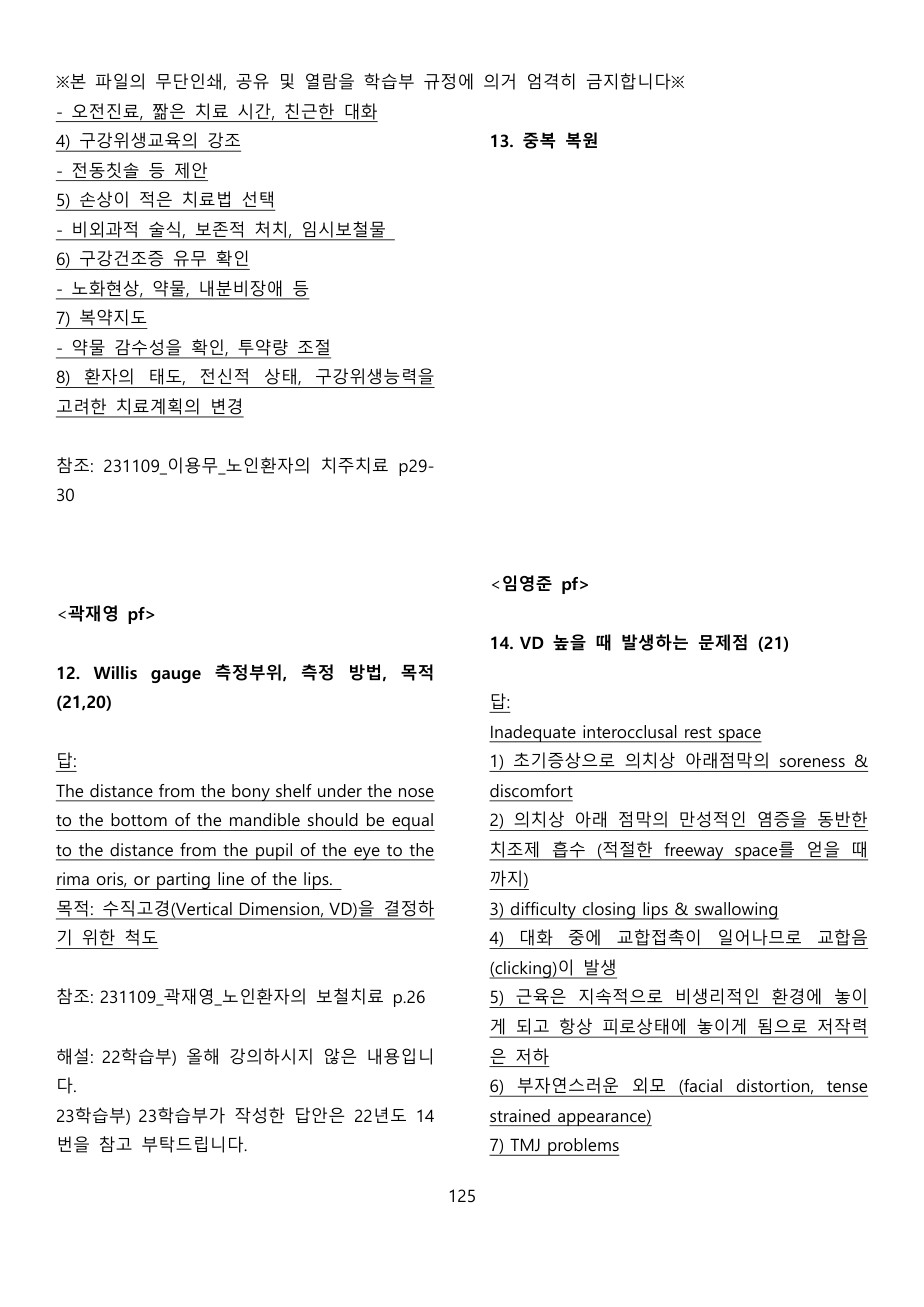 ※본 파일의 무단인쇄, 공유 및 열람을 학습부 규정에 의거 엄격히 금지합니다※
- 오전진료, 짧은 치료 시간, 친근한 대화
4) 구강위생교육의 강조
- 전동칫솔 등 제안
5) 손상이 적은 치료법 선택
- 비외과적 술식, 보존적 처치, 임시보철물
6) 구강건조증 유무 확인
- 노화현상, 약물, 내분비장애 등
7) 복약지도
- 약물 감수성을 확인, 투약량 조절
8) 환자의 태도, 전신적 상태, 구강위생능력을
고려한 치료계획의 변경
참조: 231109_이용무_노인환자의 치주치료 p29-
30
<곽재영 pf>
12. Willis gauge 측정부위, 측정 방법, 목적
(21,20)
답:
The distance from the bony shelf under the nose
to the bottom of the mandible should be equal
to the distance from the pupil of the eye to the
rima oris, or parting line of the lips.
목적: 수직고경(Vertical Dimension, VD)을 결정하
기 위한 척도
참조: 231109_곽재영_노인환자의 보철치료 p.26
해설: 22학습부) 올해 강의하시지 않은 내용입니
다.
23학습부) 23학습부가 작성한 답안은 22년도 14
번을 참고 부탁드립니다.
13. 중복 복원
<임영준 pf>
14. VD 높을 때 발생하는 문제점 (21)
답:
Inadequate interocclusal rest space
1) 초기증상으로 의치상 아래점막의 soreness &
discomfort
2) 의치상 아래 점막의 만성적인 염증을 동반한
치조제 흡수 (적절한 freeway space를 얻을 때
까지)
3) difficulty closing lips & swallowing
4) 대화 중에 교합접촉이 일어나므로 교합음
(clicking)이 발생
5) 근육은 지속적으로 비생리적인 환경에 놓이
게 되고 항상 피로상태에 놓이게 됨으로 저작력
은 저하
6) 부자연스러운 외모 (facial distortion, tense
strained appearance)
7) TMJ problems
125